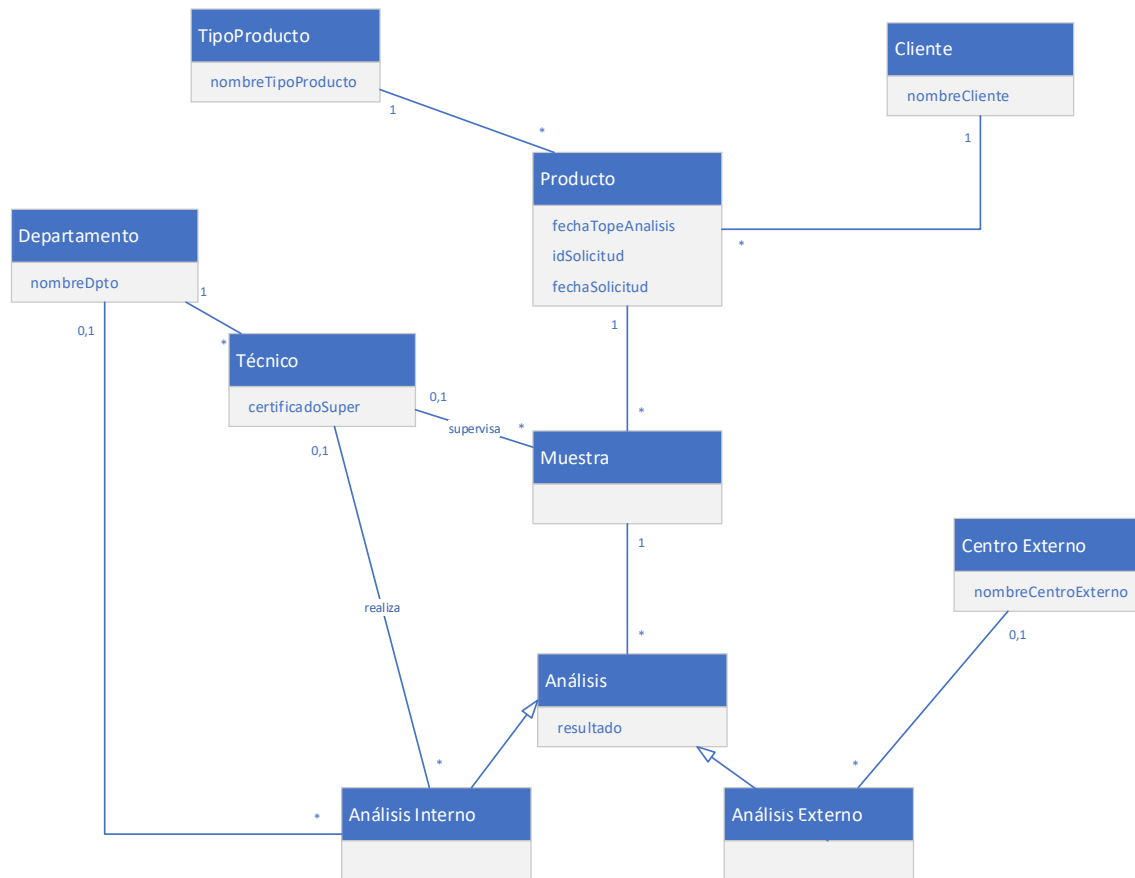 TipoProducto
nombreTipoProducto
1
*
Cliente
nombreCliente
1
*
Producto
fechaTopeAnalisis
idSolicitud
fechaSolicitud
1
*
Departamento
nombreDpto
1
*
0,1
Técnico
certificadoSuper
0,1
supervisa
*
0,1
Muestra
1
*
Centro Externo
nombreCentroExterno
0,1
realiza
Análisis
resultado
*
*
*
Análisis Interno
Análisis Externo